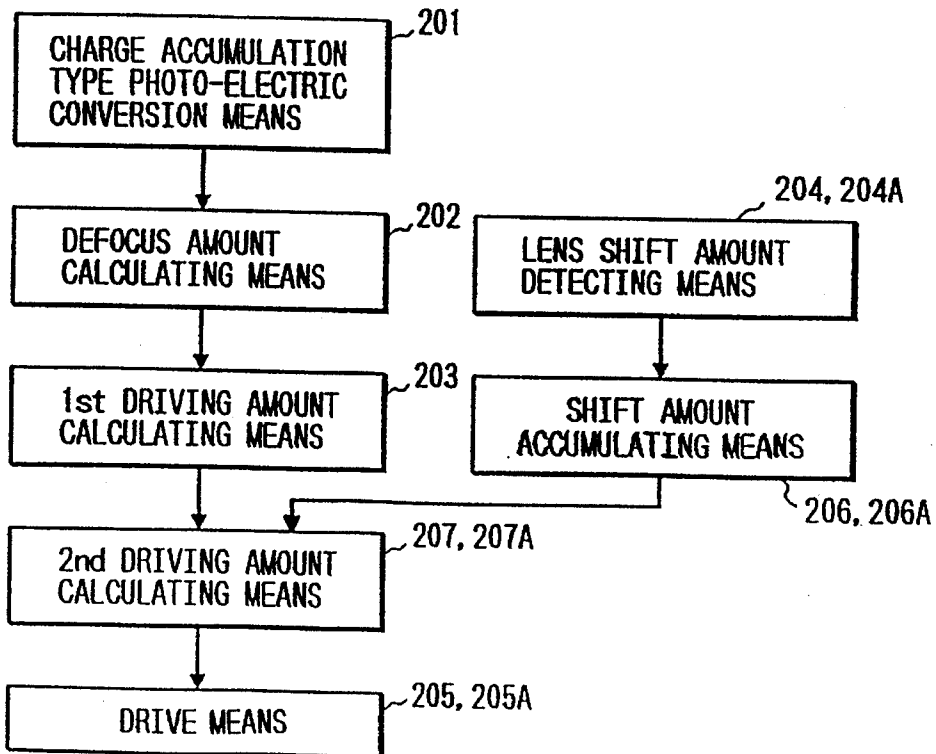 201
CHARGE ACCUMULATION
TYPE PHOTO-ELECTRIC
CONVERSION MEANS
202
DEFOCUS AMOUNT
CALCULATING MEANS
204, 204A
LENS SHIFT AMOUNT
DETECTING MEANS
203
1st DRIVING AMOUNT
CALCULATING MEANS
SHIFT AMOUNT
ACCUMULATING MEANS
206, 206A
207, 207A
2nd DRIVING AMOUNT
CALCULATING MEANS
205, 205A
DRIVE MEANS